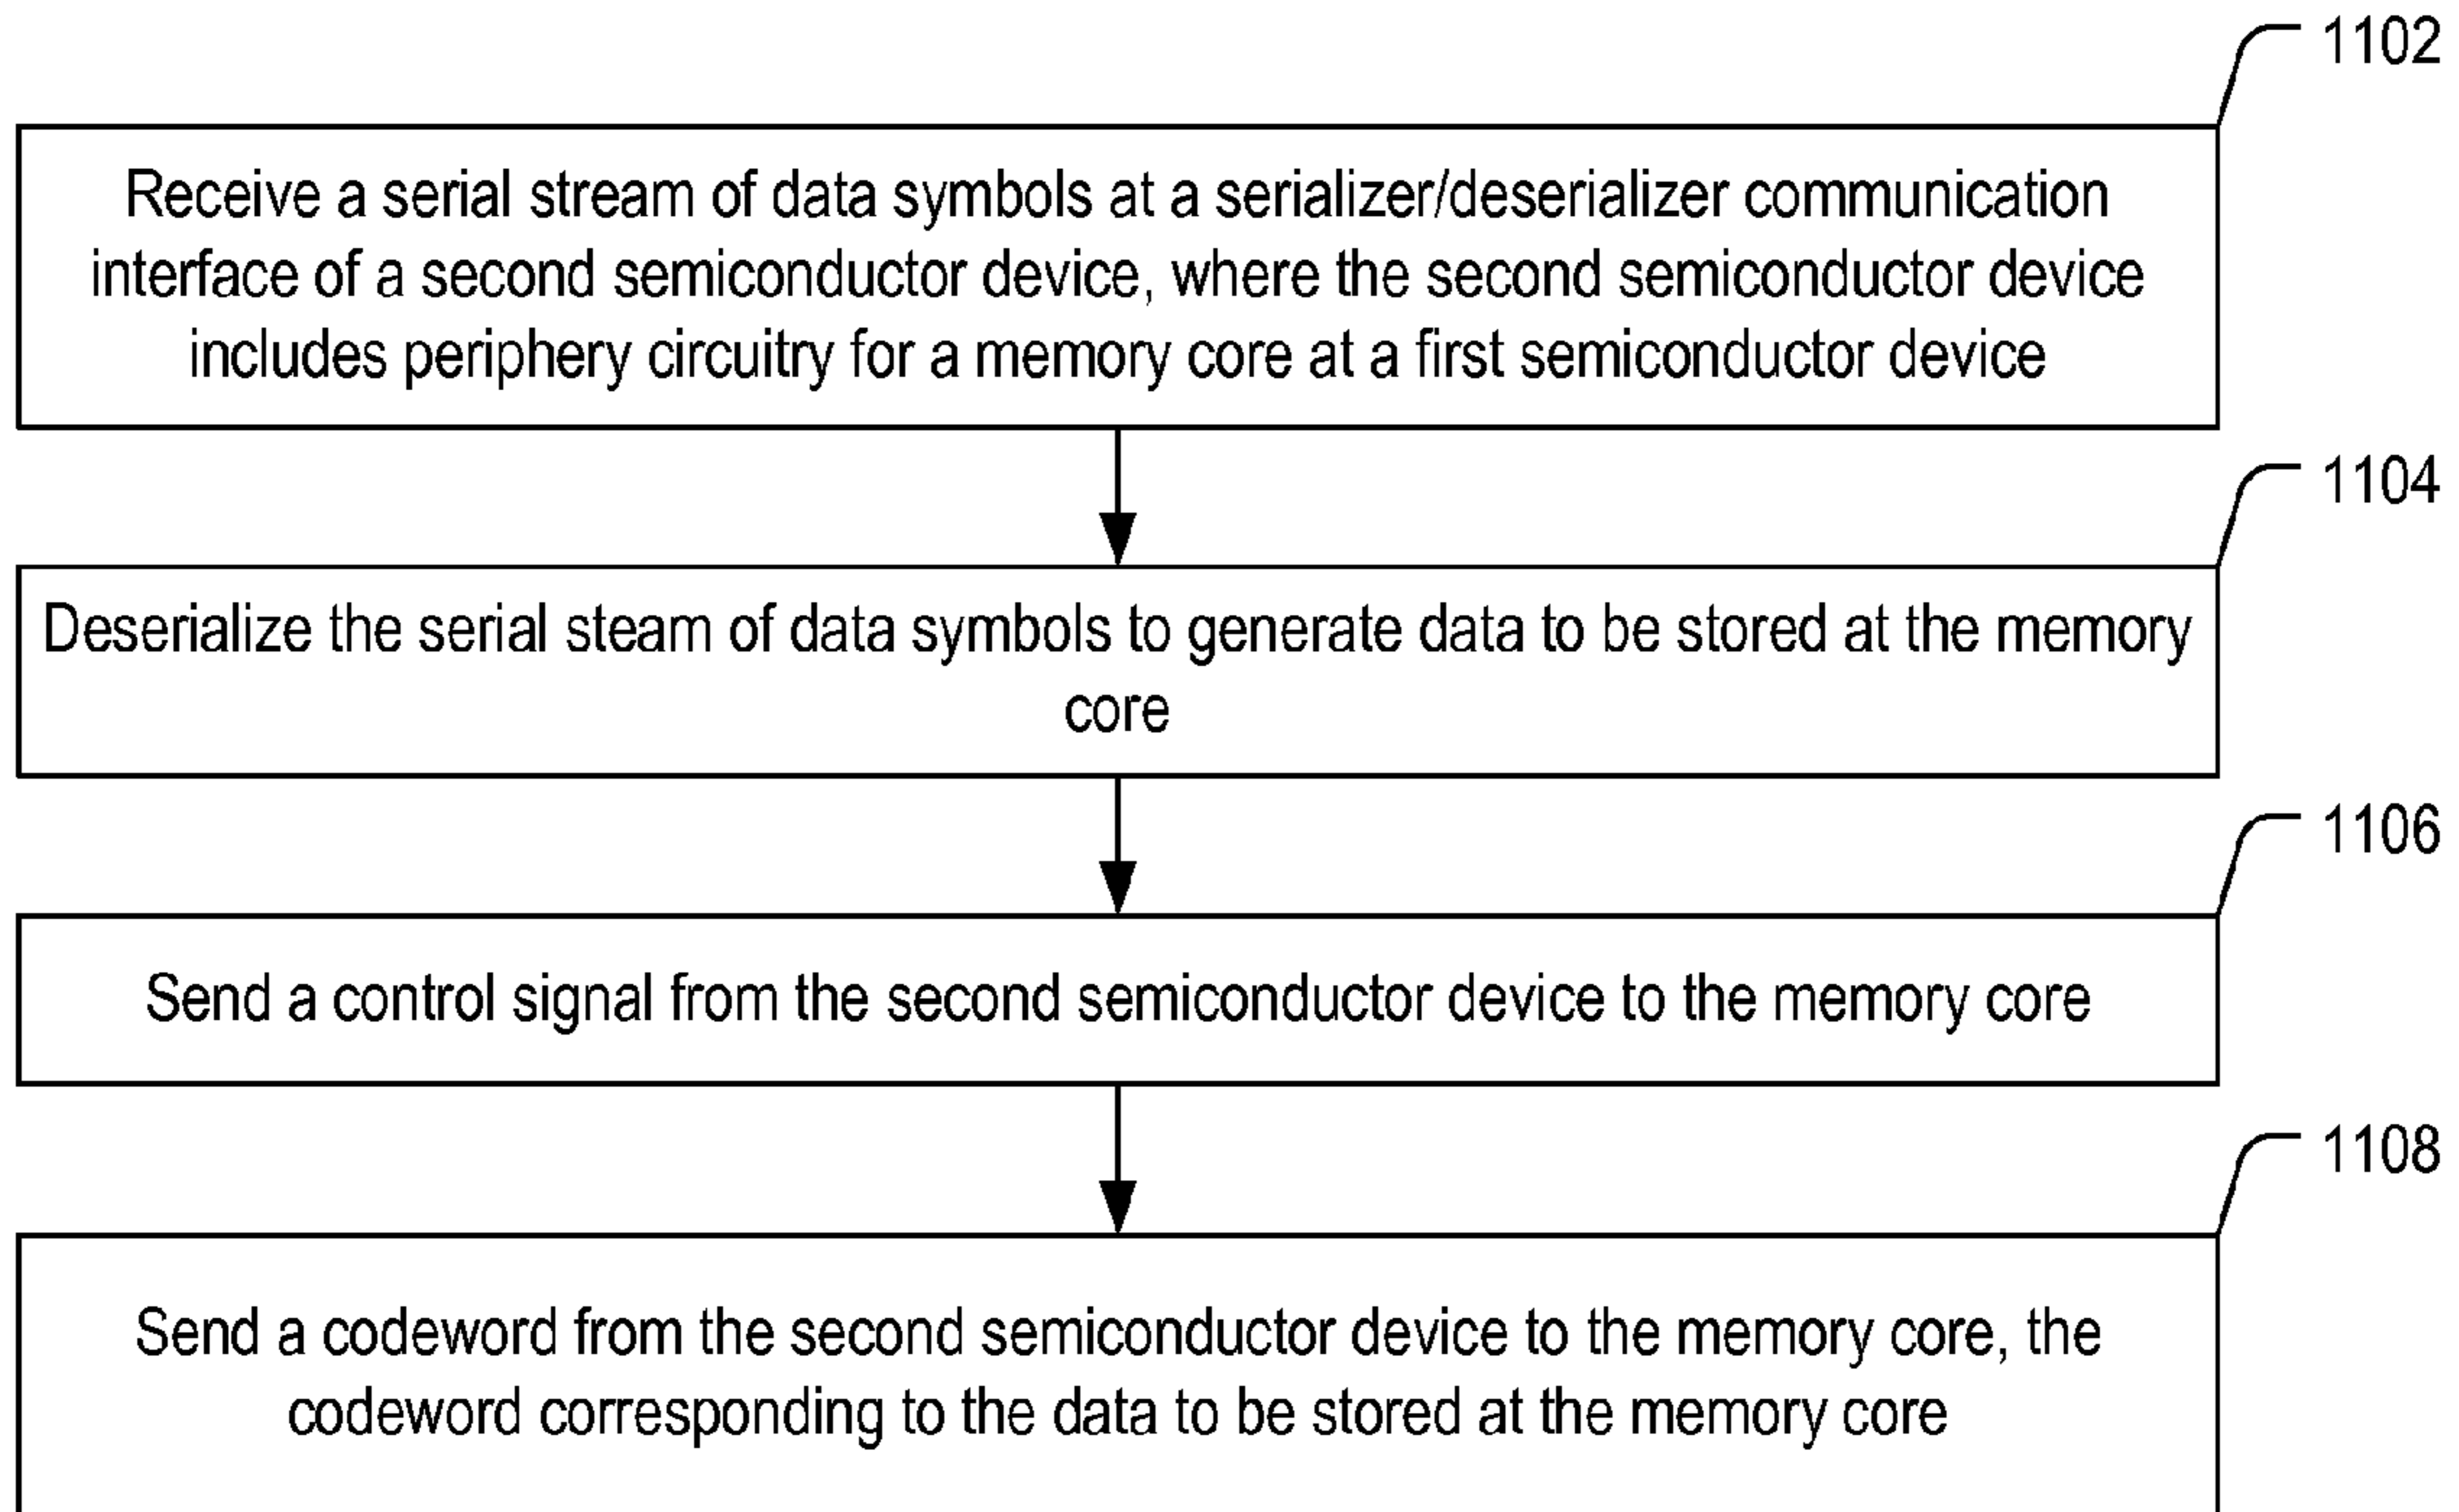 1102
Receive a serial stream of data symbols at a serializer/deserializer communication
interface of a second semiconductor device, where the second semiconductor device
includes periphery circuitry for a memory core at a first semiconductor device
1104
Deserialize the serial steam of data symbols to generate data to be stored at the memory
core
1106
Send a control signal from the second semiconductor device to the memory core
1108
Send a codeword from the second semiconductor device to the memory core, the
codeword corresponding to the data to be stored at the memory core